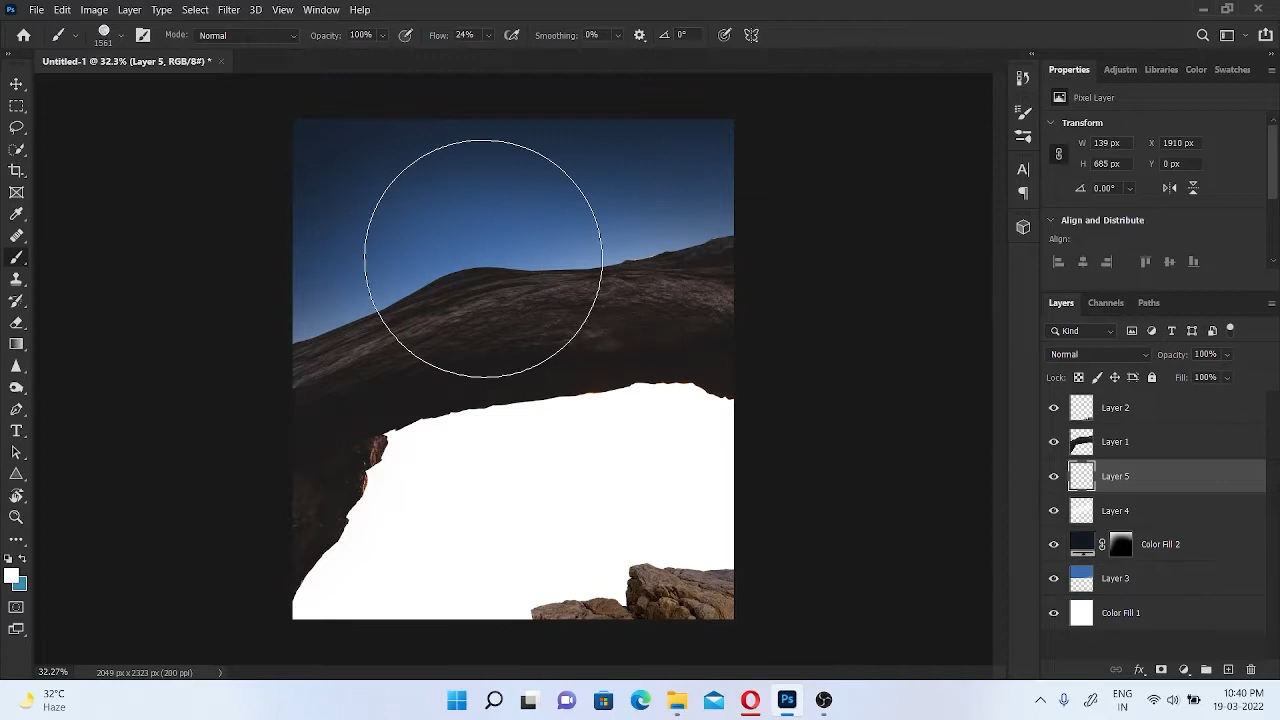 Ps File Edit Image Layer Type Select Filter 3D View Window Help
1561 Mode: Normal Opacity: 100% Flow: 24% Smoothing: 0% 0°
Untitled-1 @ 32.3% (Layer 5, RGB/8#) * ×
Properties Adjustm Libraries Color Swatches
Pixel Layer
Transform
W 139 px X 1910 px
H 685 px Y 0 px
0.00°
Align and Distribute
Align:
Layers Channels Paths
Kind
Normal Opacity: 100%
Lock: Fill: 100%
Layer 2
Layer 1
Layer 5
Layer 4
Color Fill 2
Layer 3
Color Fill 1
32.27% 2049 px x 2323 px (200 ppi)
32°C
Haze
Ps
ENG
IN
10:40 PM
19-03-2022